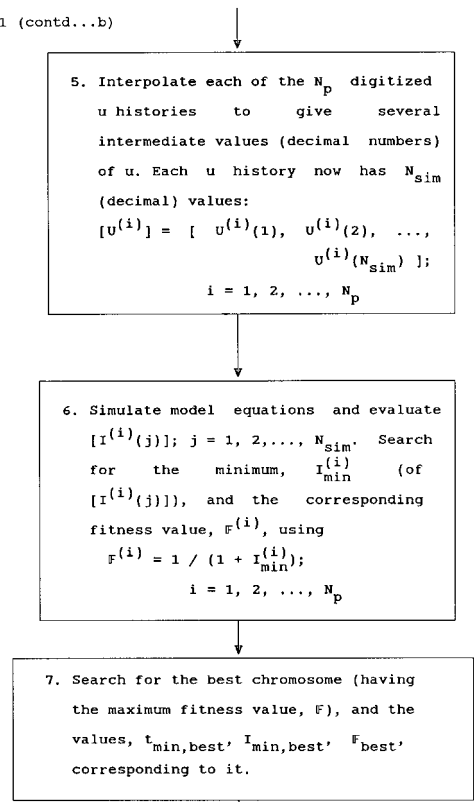 1 (contd...b)
5. Interpolate each of the N_p digitized
u histories to give several
intermediate values (decimal numbers)
of u. Each u history now has N_sim
(decimal) values:
[U^(i)] = [ U^(i)(1), U^(i)(2), ...,
U^(i)(N_sim) ];
i = 1, 2, ..., N_p
6. Simulate model equations and evaluate
[I^(i)(j)]; j = 1, 2,..., N_sim. Search
for the minimum, I_min^(i) (of
[I^(i)(j)]), and the corresponding
fitness value, 𝔽^(i), using
𝔽^(i) = 1 / (1 + I_min^(i));
i = 1, 2, ..., N_p
7. Search for the best chromosome (having
the maximum fitness value, 𝔽), and the
values, t_min,best, I_min,best, 𝔽_best,
corresponding to it.